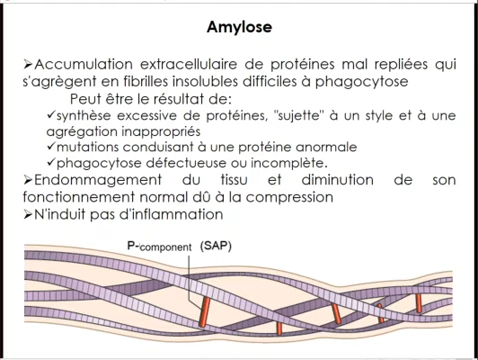 Amylose
➢Accumulation extracellulaire de protéines mal repliées qui
s'agrègent en fibrilles insolubles difficiles à phagocytose
Peut être le résultat de:
✓synthèse excessive de protéines, "sujette" à un style et à une
agrégation inappropriés
✓mutations conduisant à une protéine anormale
✓phagocytose défectueuse ou incomplète.
➢Endommagement du tissu et diminution de son
fonctionnement normal dû à la compression
➢N'induit pas d'inflammation
P-component (SAP)